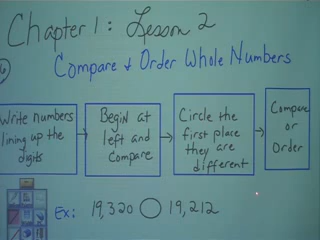 Chapter 1: Lesson 2
Compare & Order Whole Numbers
Write numbers
lining up the
digits
Begin at
left and
Compare
Circle the
first place
they are
different
Compare
or
Order
Ex: 19,320 ◯ 19,212